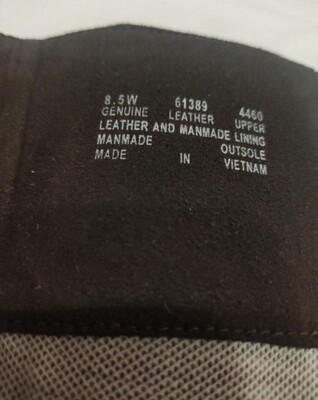 8.5W 61389 4460
GENUINE LEATHER UPPER
LEATHER AND MANMADE LINING
MANMADE OUTSOLE
MADE IN VIETNAM